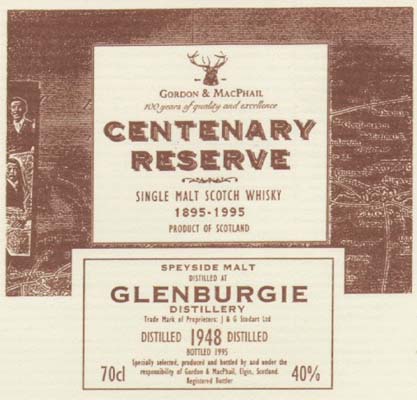 GORDON & MACPHAIL
100 years of quality and excellence
CENTENARY
RESERVE
SINGLE MALT SCOTCH WHISKY
1895-1995
PRODUCT OF SCOTLAND
SPEYSIDE MALT
DISTILLED AT
GLENBURGIE
DISTILLERY
Trade Mark of Proprietors: J & G Stodart Ltd
DISTILLED 1948 DISTILLED
BOTTLED 1995
Specially selected, produced and bottled by and under the
70cl responsibility of Gordon & MacPhail, Elgin, Scotland. 40%
Registered Bottler